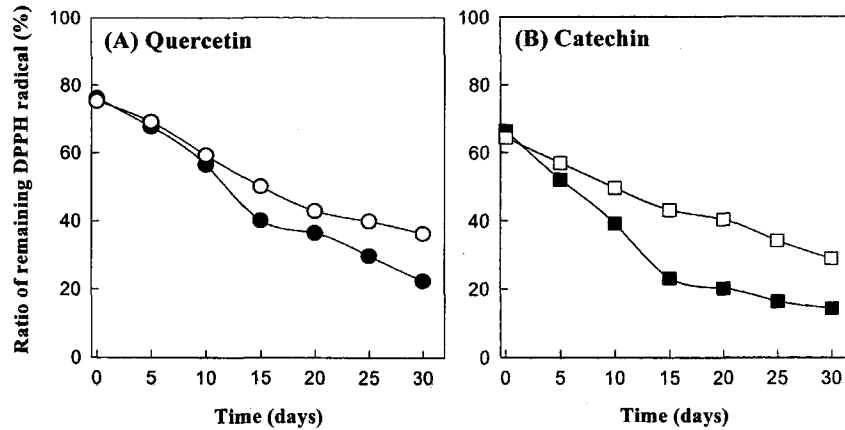 Ratio of remaining DPPH radical (%)
(A) Quercetin
100
80
60
40
20
0
0 5 10 15 20 25 30
Time (days)
(B) Catechin
100
80
60
40
20
0
0 5 10 15 20 25 30
Time (days)